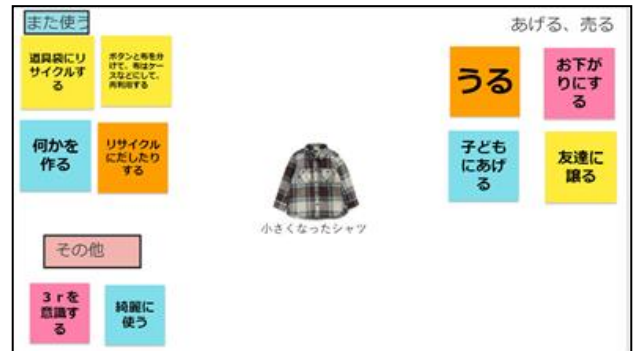 また使う
道具袋にリ
サイクルす
る
ボタンと布を分
けて、布はケー
スなどにして、
再利用する
何かを
作る
リサイクル
にだしたり
する
あげる、売る
うる
お下が
りにす
る
子ども
にあげ
る
友達に
譲る
小さくなったシャツ
その他
３ｒを
意識す
る
綺麗に
使う